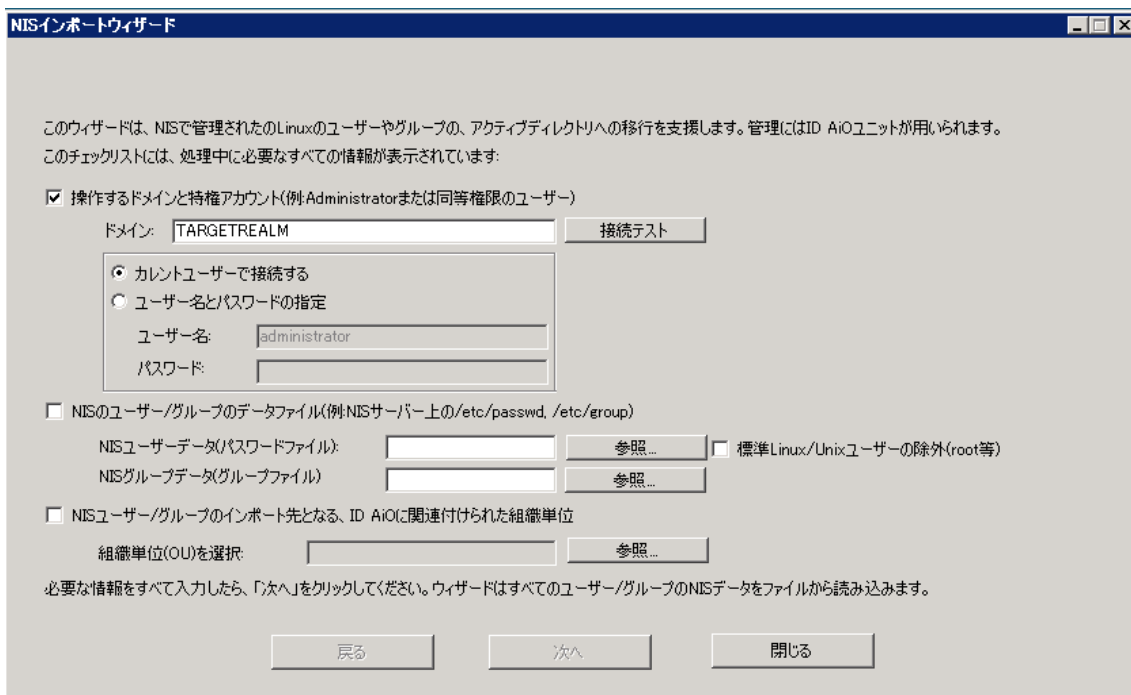 NISインポートウィザード
このウィザードは、NISで管理されたのLinuxのユーザーやグループの、アクティブディレクトリへの移行を支援します。管理にはID AiOユニットが用いられます。
このチェックリストには、処理中に必要なすべての情報が表示されています:
操作するドメインと特権アカウント(例:Administratorまたは同等権限のユーザー)
ドメイン: TARGETREALM 接続テスト
カレントユーザーで接続する
ユーザー名とパスワードの指定
ユーザー名: administrator
パスワード:
NISのユーザー/グループのデータファイル(例:NISサーバー上の/etc/passwd, /etc/group)
NISユーザーデータ(パスワードファイル): 参照... 標準Linux/Unixユーザーの除外(root等)
NISグループデータ(グループファイル) 参照...
NISユーザー/グループのインポート先となる、ID AiOに関連付けられた組織単位
組織単位(OU)を選択: 参照...
必要な情報をすべて入力したら、「次へ」をクリックしてください。ウィザードはすべてのユーザー/グループのNISデータをファイルから読み込みます。
戻る 次へ 閉じる